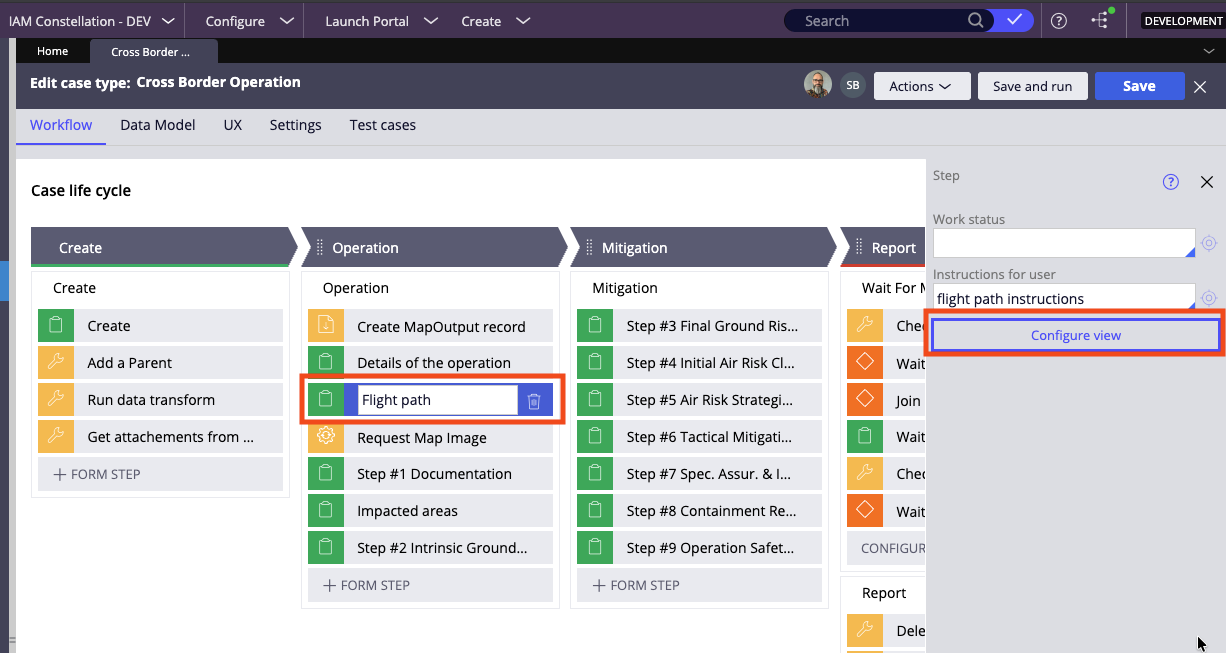 IAM Constellation - DEV Configure Launch Portal Create Search DEVELOPMENT
Home Cross Border ...
Edit case type: Cross Border Operation SB Actions Save and run Save
Workflow Data Model UX Settings Test cases
Case life cycle
Create Operation Mitigation Report
Create
Create
Add a Parent
Run data transform
Get attachements from ...
+ FORM STEP
Operation
Create MapOutput record
Details of the operation
Flight path
Request Map Image
Step #1 Documentation
Impacted areas
Step #2 Intrinsic Ground...
+ FORM STEP
Mitigation
Step #3 Final Ground Ris...
Step #4 Initial Air Risk Cl...
Step #5 Air Risk Strategi...
Step #6 Tactical Mitigati...
Step #7 Spec. Assur. & I...
Step #8 Containment Re...
Step #9 Operation Safet...
+ FORM STEP
Wait For
Wait
Join
Wait
Wait
Report
Step
?
Work status
Instructions for user
flight path instructions
Configure view